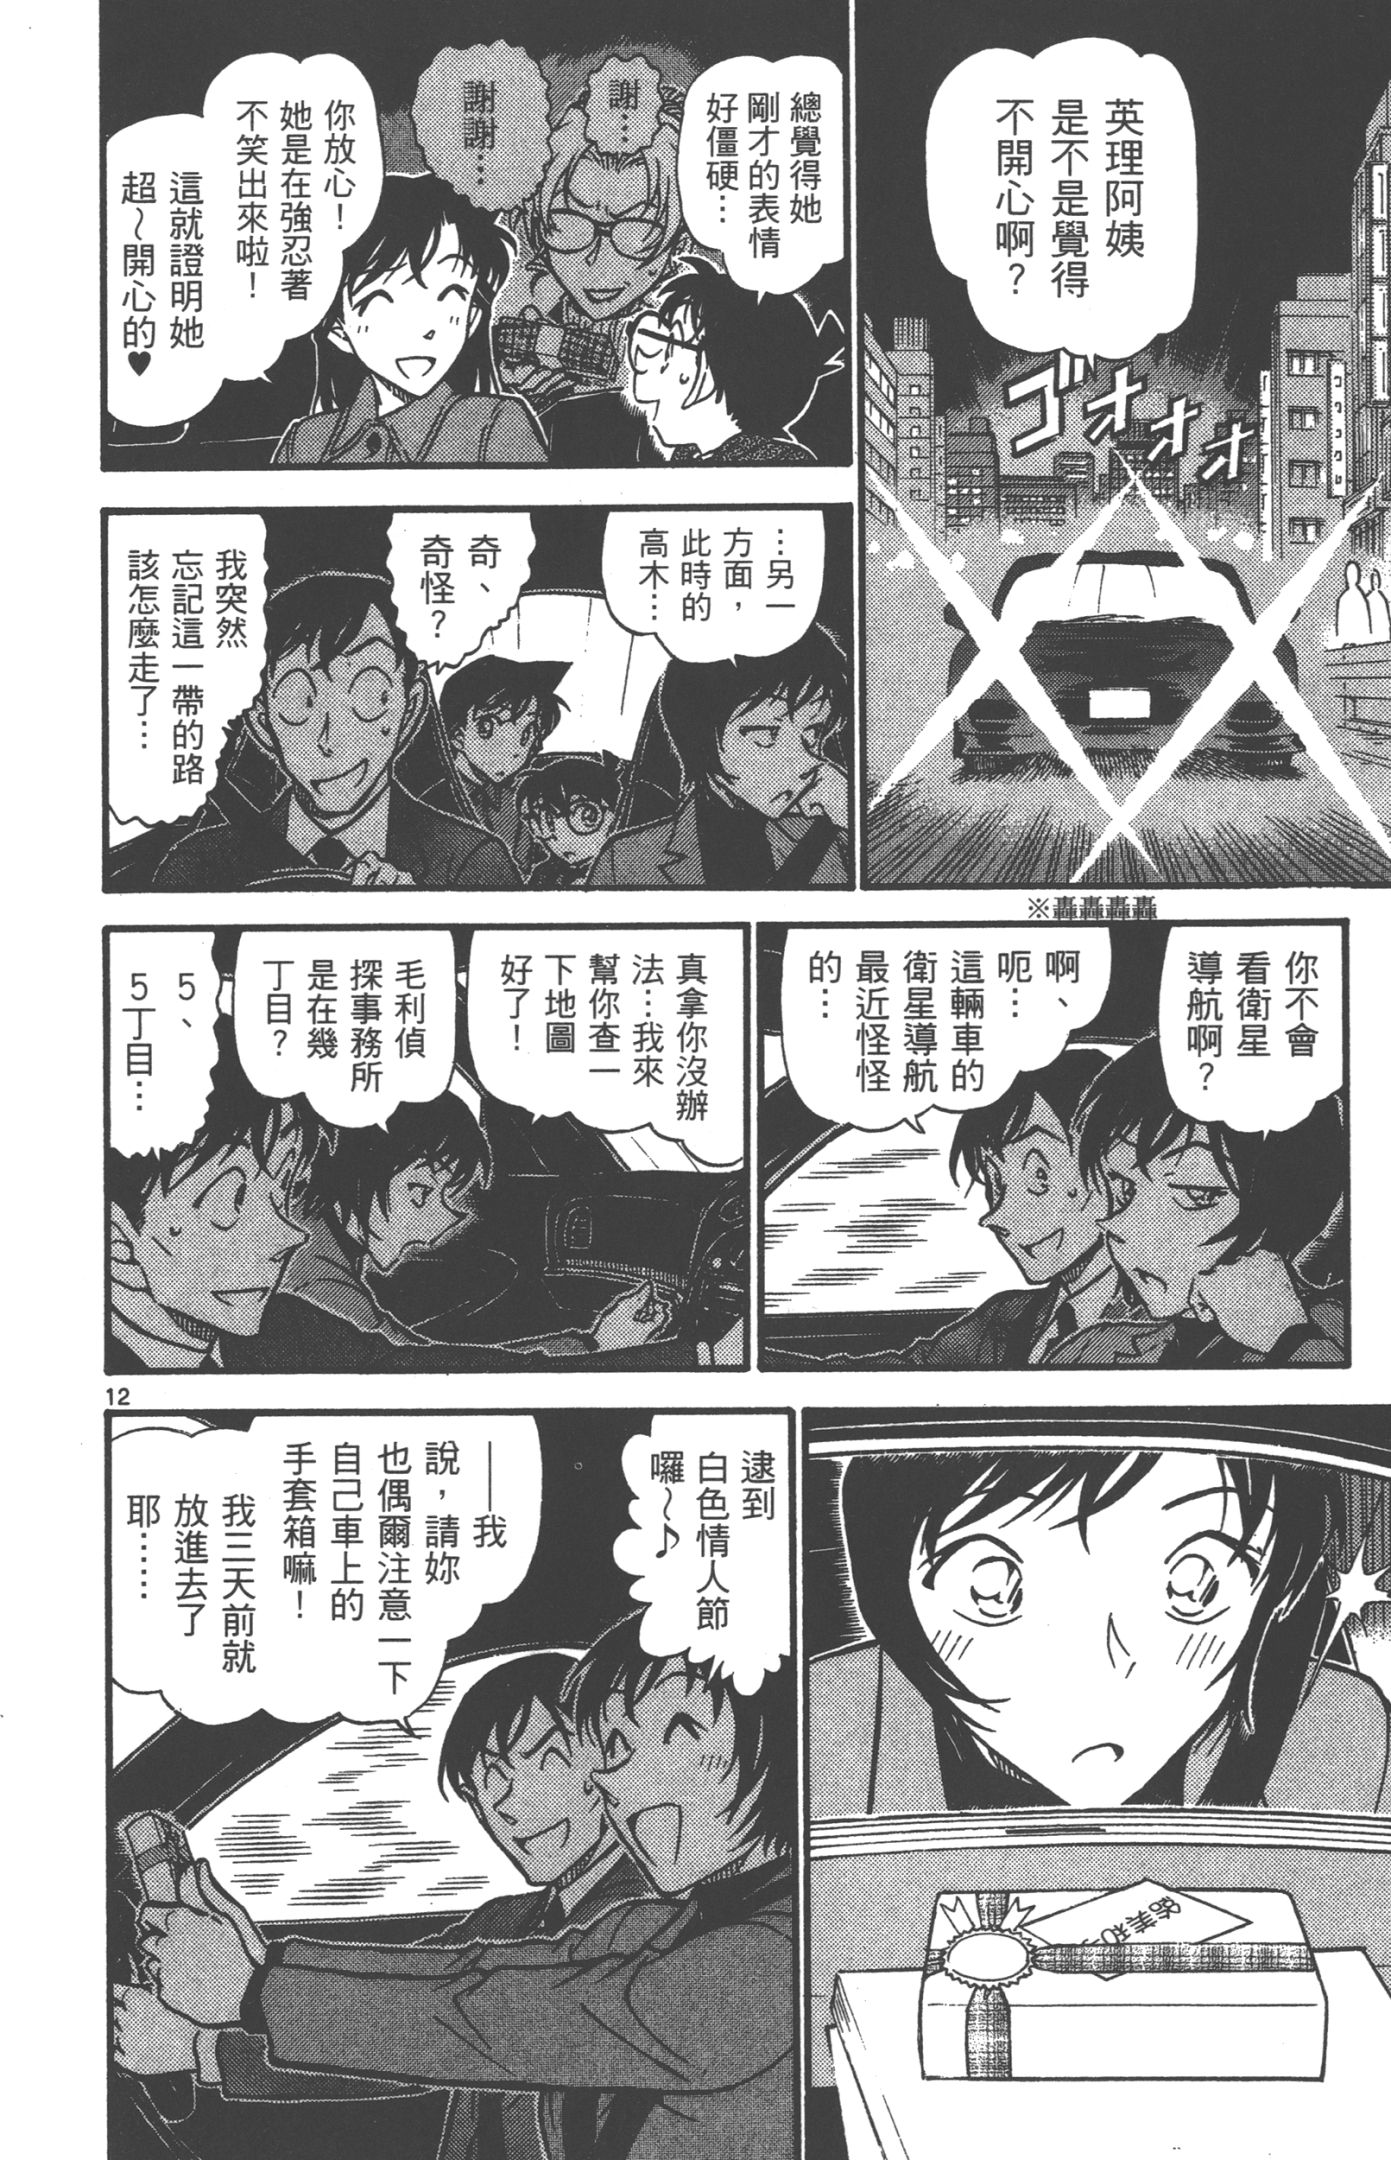 英理阿姨
是不是覺得
不開心啊?
ゴォォォ
※轟轟轟轟
總覺得她
剛才的表情
好僵硬…
謝…
謝謝…
你放心!
她是在強忍著
不笑出來啦!
這就證明她
超~開心的♥
…另一
方面,
此時的
高木…
奇、
奇怪?
我突然
忘記這一帶的路
該怎麼走了…
你不會
看衛星
導航啊?
啊、
呃…
這輛車的
衛星導航
最近怪怪
的…
真拿你沒辦
法…我來
幫你查一
下地圖
好了!
毛利偵
探事務所
是在幾
丁目?
5、
5丁目…
12
美和
逮到
白色情人節
囉~♪
──我
說,請妳
也偶爾注意一下
自己車上的
手套箱嘛!
我三天前就
放進去了
耶……